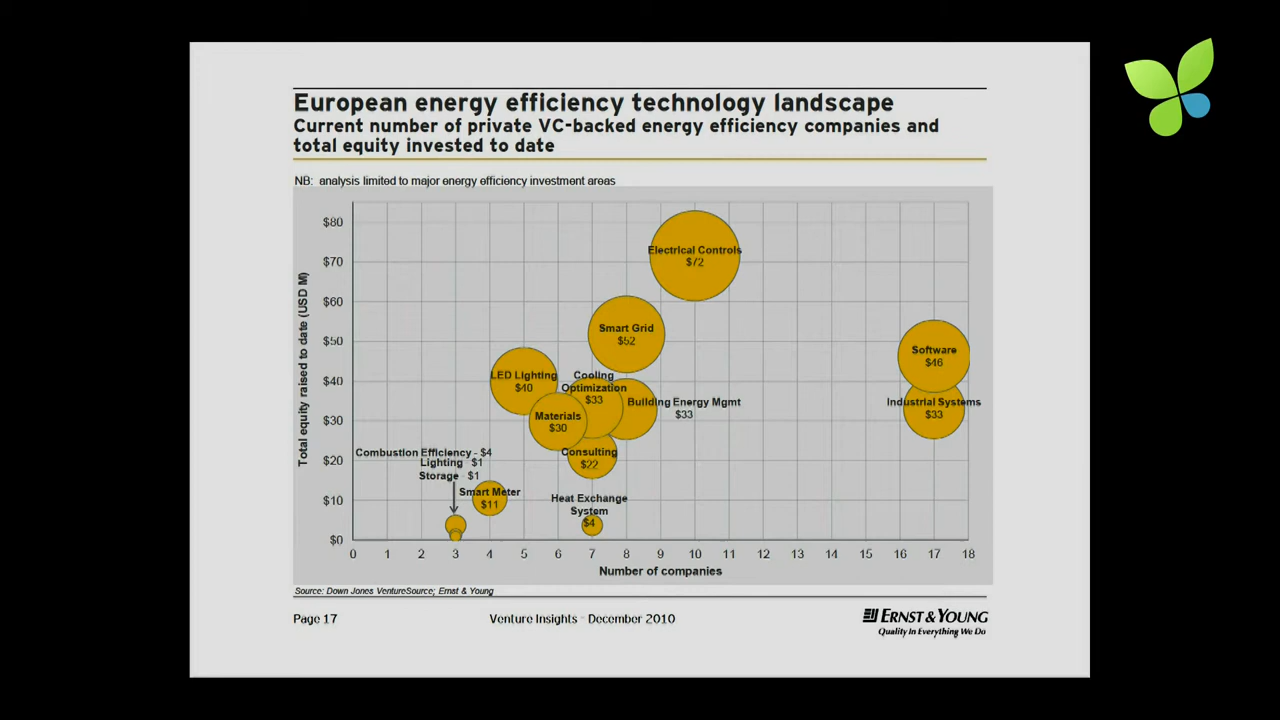 European energy efficiency technology landscape
Current number of private VC-backed energy efficiency companies and
total equity invested to date
NB: analysis limited to major energy efficiency investment areas
Total equity raised to date (USD M)
$80
$70
$60
$50
$40
$30
$20
$10
$0
Electrical Controls
$72
Smart Grid
$52
Software
$46
LED Lighting
$40
Cooling
Optimization
$33
Building Energy Mgmt
$33
Industrial Systems
$33
Materials
$30
Consulting
$22
Combustion Efficiency - $4
Lighting - $1
Storage - $1
Smart Meter
$11
Heat Exchange
System
$4
0 1 2 3 4 5 6 7 8 9 10 11 12 13 14 15 16 17 18
Number of companies
Source: Down Jones VentureSource; Ernst & Young
Page 17
Venture Insights - December 2010
ERNST & YOUNG
Quality In Everything We Do